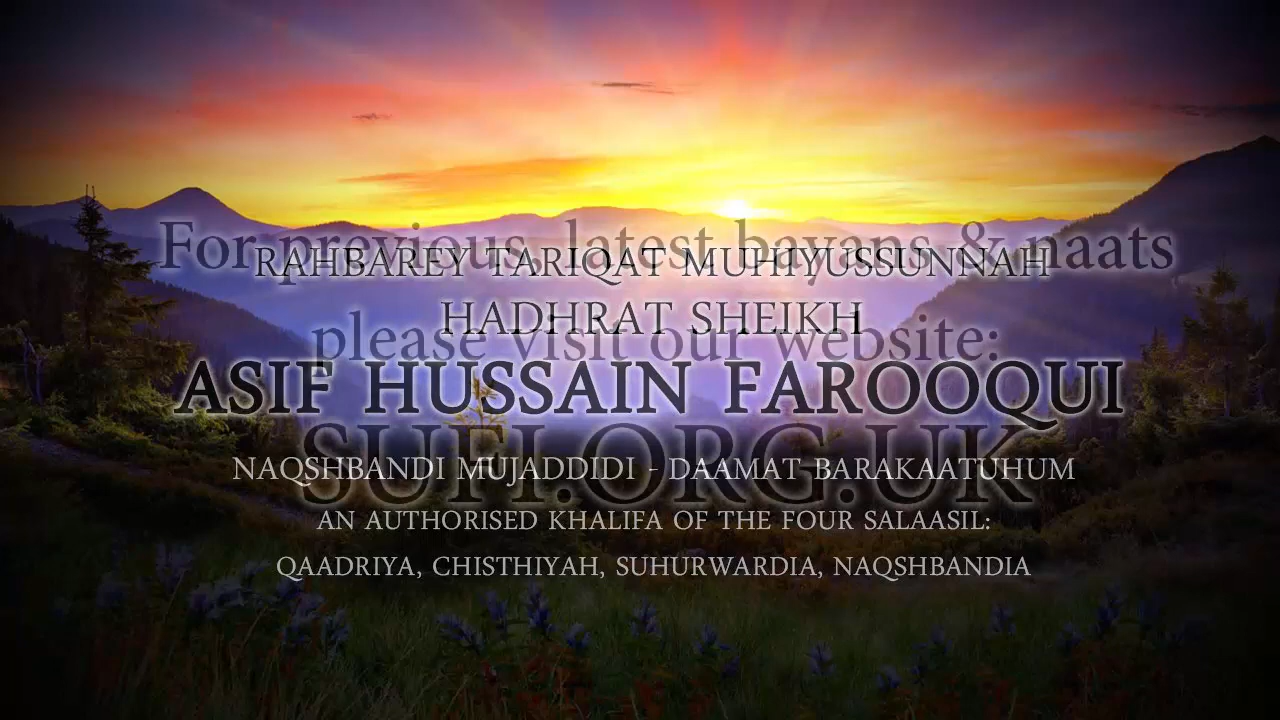 For previous, latest bayans & naats
RAHBAREY TARIQAT MUHIYUSSUNNAH
HADHRAT SHEIKH
please visit our website:
ASIF HUSSAIN FAROOQUI
SUFI.ORG.UK
NAQSHBANDI MUJADDIDI - DAAMAT BARAKAATUHUM
AN AUTHORISED KHALIFA OF THE FOUR SALAASIL:
QAADRIYA, CHISTHIYAH, SUHURWARDIA, NAQSHBANDIA